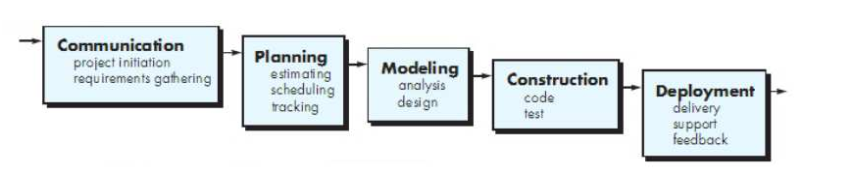 Communication
project initiation
requirements gathering
Planning
estimating
scheduling
tracking
Modeling
analysis
design
Construction
code
test
Deployment
delivery
support
feedback